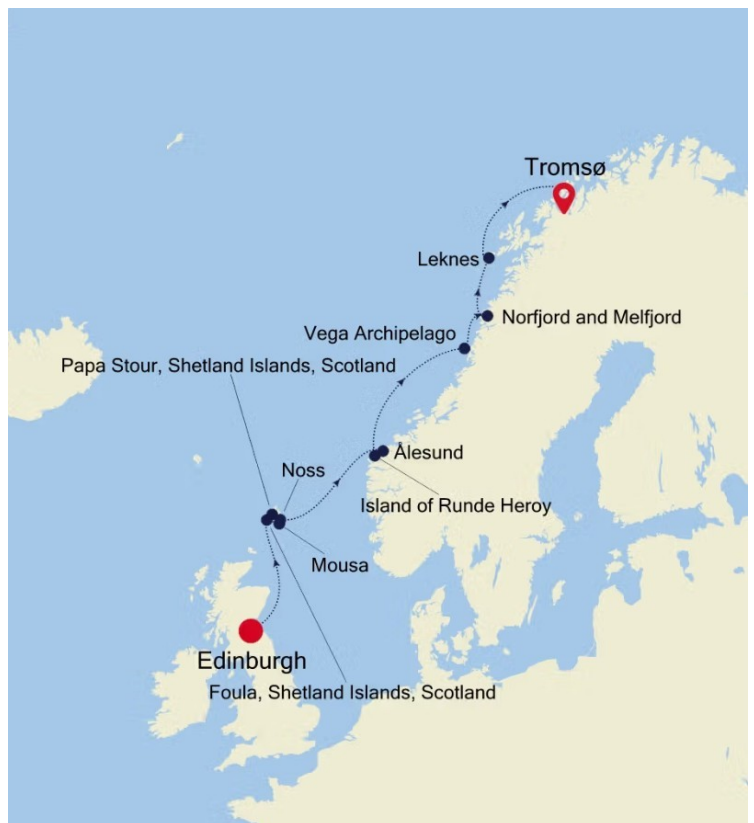 Tromsø
Leknes
Norfjord and Melfjord
Vega Archipelago
Papa Stour, Shetland Islands, Scotland
Ålesund
Noss
Island of Runde Heroy
Mousa
Edinburgh
Foula, Shetland Islands, Scotland